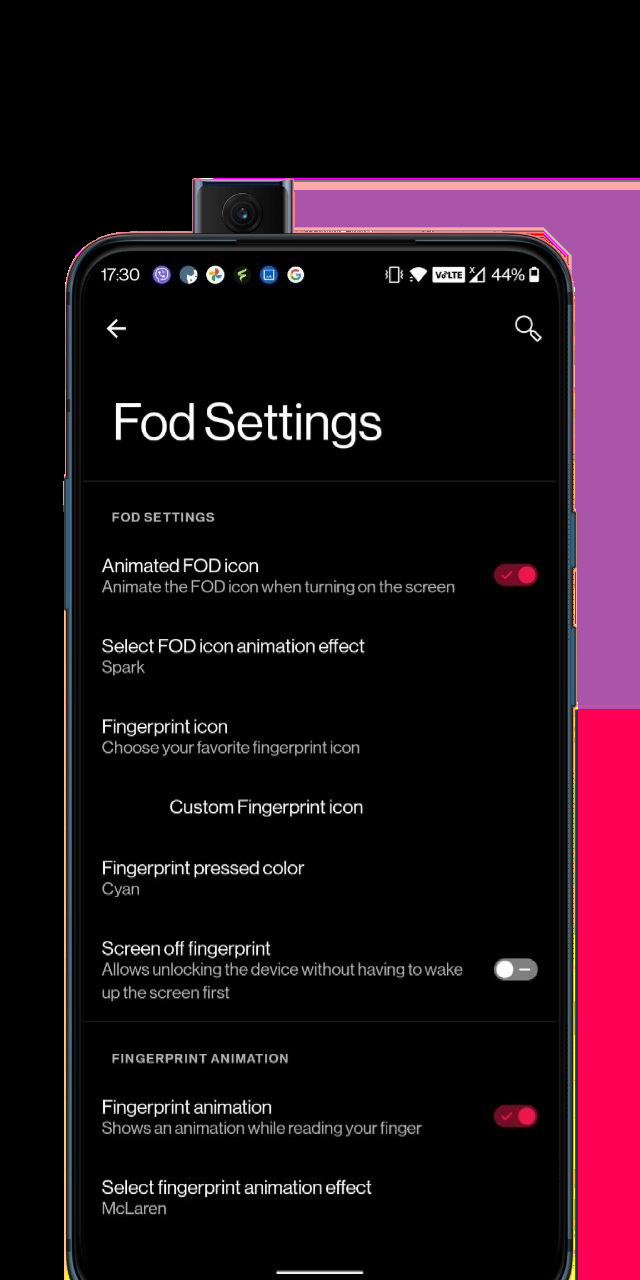 17:30
VoLTE
X
44%
Fod Settings
FOD SETTINGS
Animated FOD icon
Animate the FOD icon when turning on the screen
Select FOD icon animation effect
Spark
Fingerprint icon
Choose your favorite fingerprint icon
Custom Fingerprint icon
Fingerprint pressed color
Cyan
Screen off fingerprint
Allows unlocking the device without having to wake
up the screen first
FINGERPRINT ANIMATION
Fingerprint animation
Shows an animation while reading your finger
Select fingerprint animation effect
McLaren